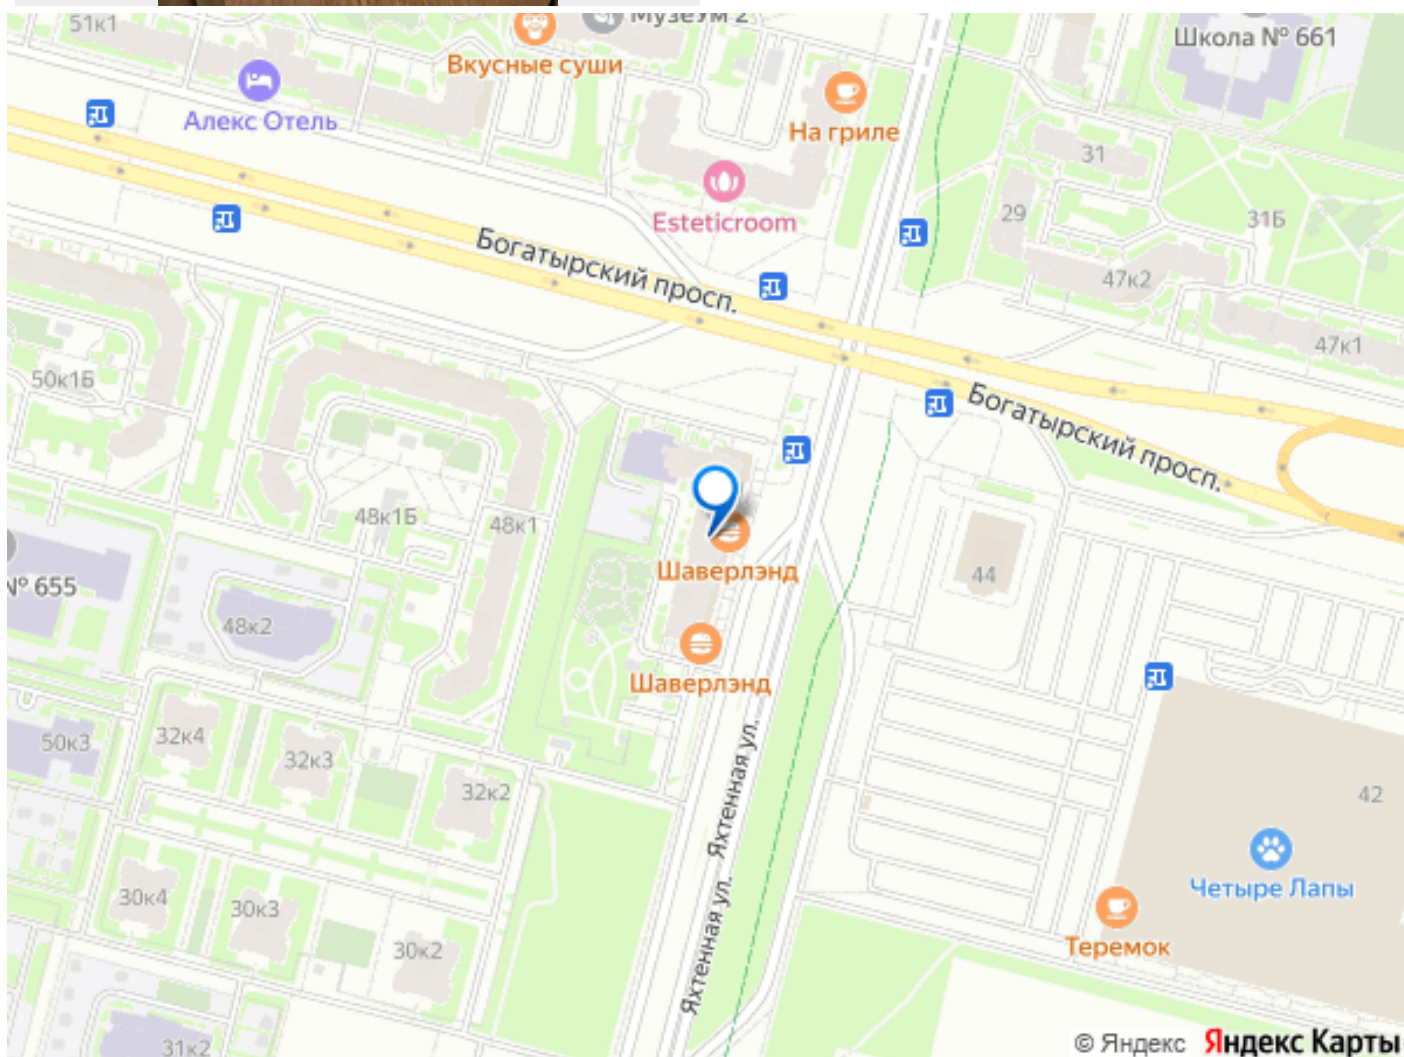 51к1
МузеУм 2
Школа № 661
Вкусные суши
Алекс Отель
На гриле
31
Esteticroom
29
31Б
Богатырский просп.
47к2
47к1
50к1Б
Богатырский просп.
48к1Б
48к1
Шаверлэнд
44
№ 655
48к2
Шаверлэнд
50к3
32к4
32к3
32к2
Яхтенная ул.
42
30к4
30к3
Четыре Лапы
30к2
Яхтенная ул.
Теремок
31к2
© Яндекс Яндекс Карты